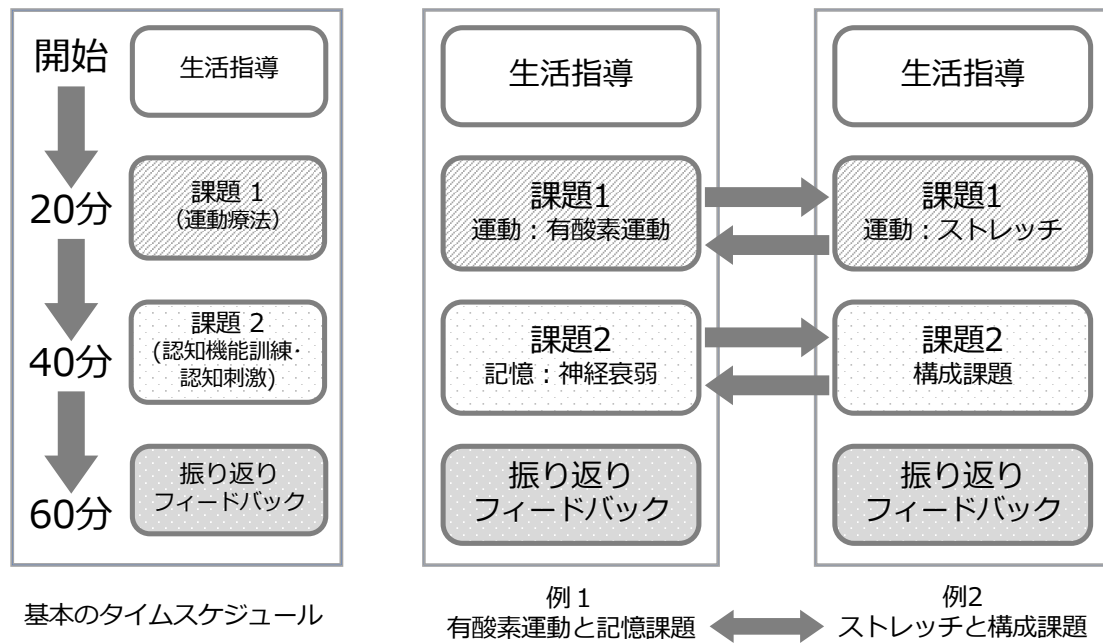 開始
生活指導
20分
課題 1
(運動療法)
40分
課題 2
(認知機能訓練・
認知刺激)
60分
振り返り
フィードバック
基本のタイムスケジュール
生活指導
課題1
運動：有酸素運動
課題2
記憶：神経衰弱
振り返り
フィードバック
例 1
有酸素運動と記憶課題
生活指導
課題1
運動：ストレッチ
課題2
構成課題
振り返り
フィードバック
例2
ストレッチと構成課題